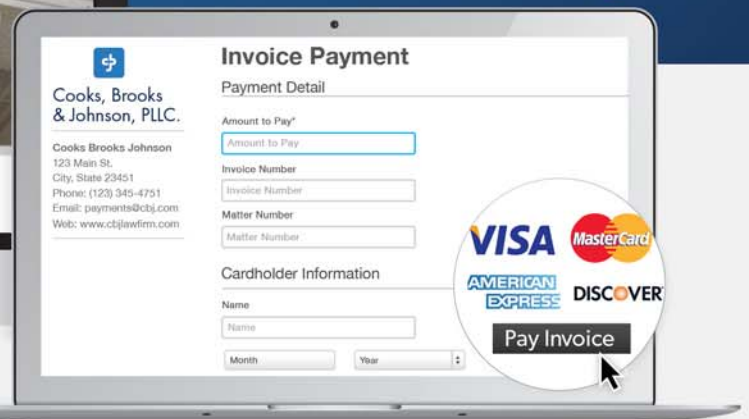 Cooks, Brooks
& Johnson, PLLC.
Cooks Brooks Johnson
123 Main St.
City, State 23451
Phone: (123) 345-4751
Email: payments@cbj.com
Web: www.cbjlawfirm.com
Invoice Payment
Payment Detail
Amount to Pay*
Amount to Pay
Invoice Number
Invoice Number
Matter Number
Matter Number
Cardholder Information
Name
Name
Month
Year
VISA
MasterCard
AMERICAN
EXPRESS
DISCOVER
Pay Invoice